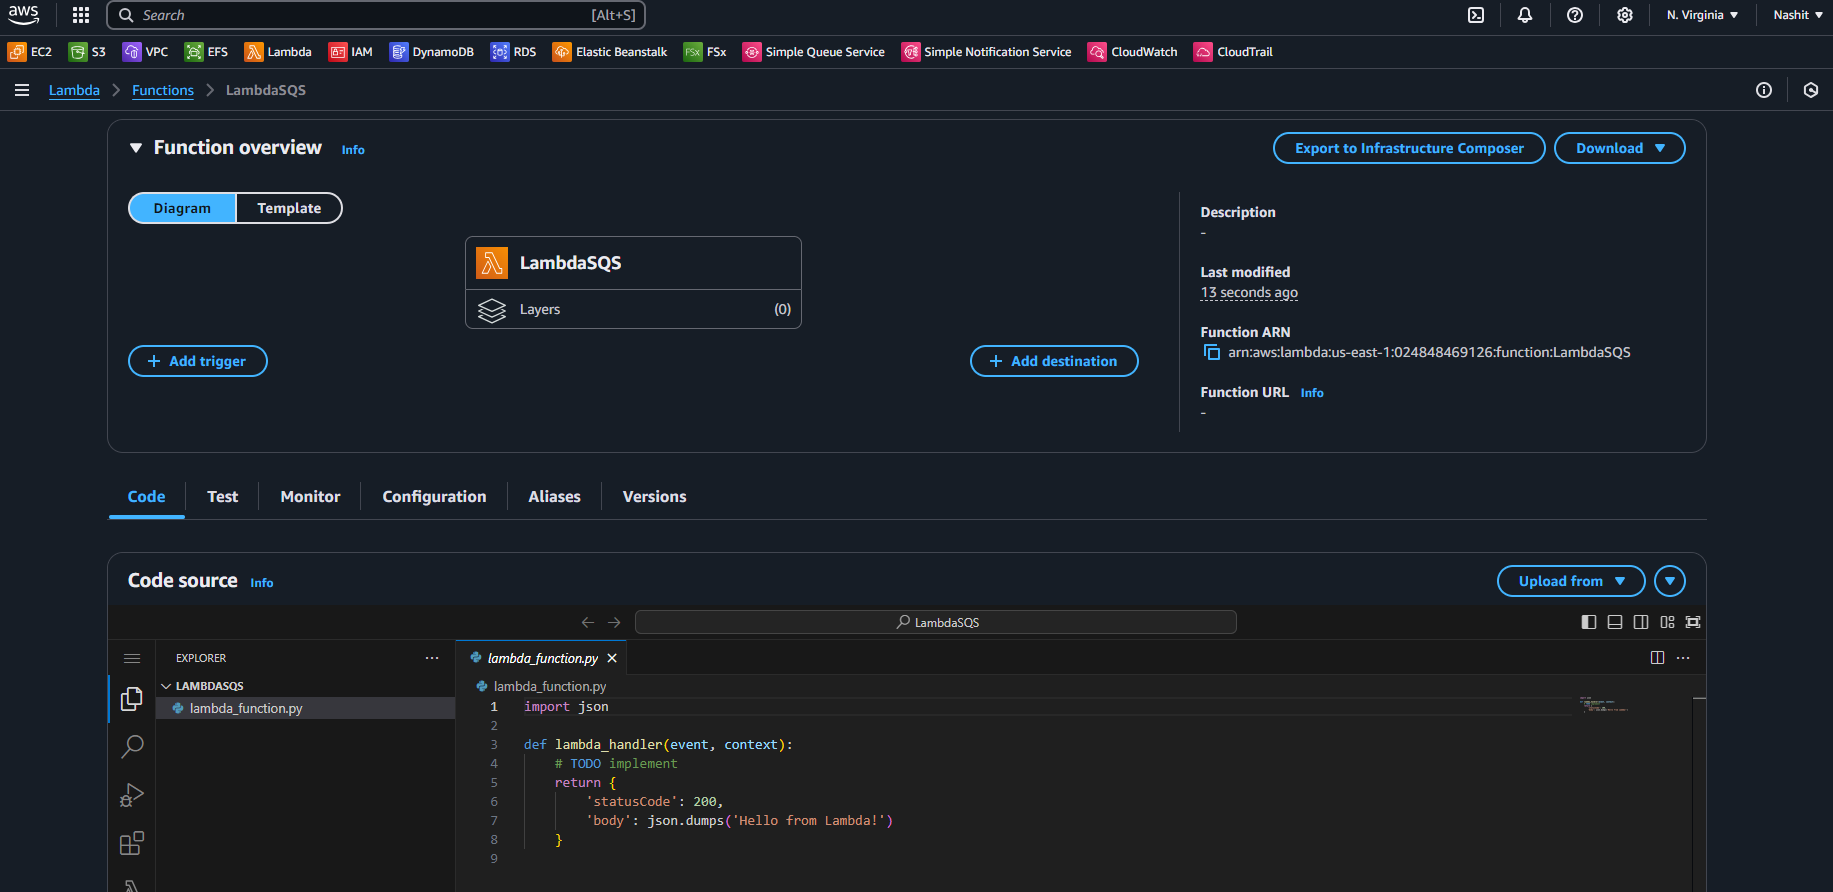 aws
Search [Alt+S]
N. Virginia
Nashit
EC2 S3 VPC EFS Lambda IAM DynamoDB RDS Elastic Beanstalk FSx FSx Simple Queue Service Simple Notification Service CloudWatch CloudTrail
Lambda > Functions > LambdaSQS
Function overview Info
Export to Infrastructure Composer
Download
Diagram
Template
LambdaSQS
Layers (0)
+ Add trigger
+ Add destination
Description
-
Last modified
13 seconds ago
Function ARN
arn:aws:lambda:us-east-1:024848469126:function:LambdaSQS
Function URL Info
-
Code Test Monitor Configuration Aliases Versions
Code source Info
Upload from
LambdaSQS
EXPLORER ···
LAMBDASQS
lambda_function.py
lambda_function.py ×
···
lambda_function.py
1 import json
2
3 def lambda_handler(event, context):
4 # TODO implement
5 return {
6 'statusCode': 200,
7 'body': json.dumps('Hello from Lambda!')
8 }
9